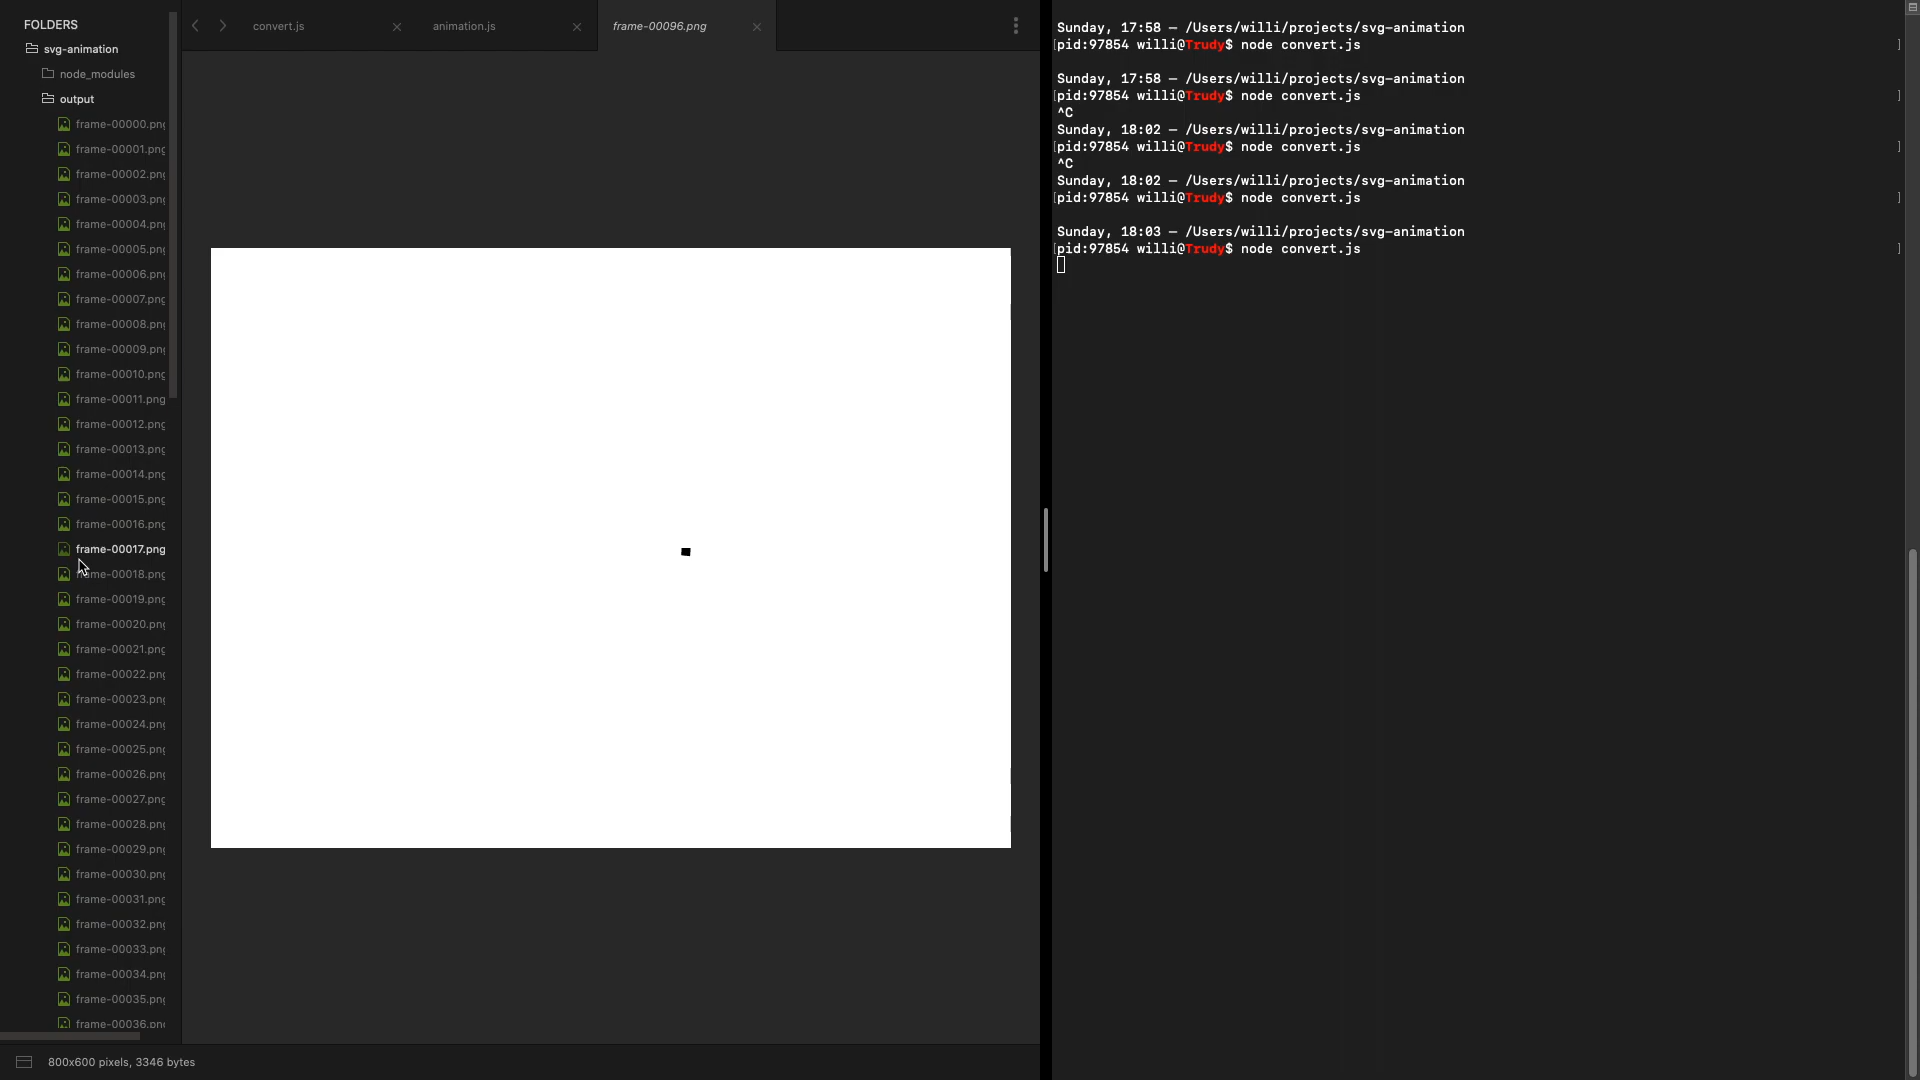 FOLDERS
svg-animation
node_modules
output
frame-00000.png
frame-00001.png
frame-00002.png
frame-00003.png
frame-00004.png
frame-00005.png
frame-00006.png
frame-00007.png
frame-00008.png
frame-00009.png
frame-00010.png
frame-00011.png
frame-00012.png
frame-00013.png
frame-00014.png
frame-00015.png
frame-00016.png
frame-00017.png
frame-00018.png
frame-00019.png
frame-00020.png
frame-00021.png
frame-00022.png
frame-00023.png
frame-00024.png
frame-00025.png
frame-00026.png
frame-00027.png
frame-00028.png
frame-00029.png
frame-00030.png
frame-00031.png
frame-00032.png
frame-00033.png
frame-00034.png
frame-00035.png
frame-00036.png
800x600 pixels, 3346 bytes
convert.js
animation.js
frame-00096.png
Sunday, 17:58 — /Users/willi/projects/svg-animation
[pid:97854 willi@Trudy$ node convert.js ]
Sunday, 17:58 — /Users/willi/projects/svg-animation
[pid:97854 willi@Trudy$ node convert.js ]
^C
Sunday, 18:02 — /Users/willi/projects/svg-animation
[pid:97854 willi@Trudy$ node convert.js ]
^C
Sunday, 18:02 — /Users/willi/projects/svg-animation
[pid:97854 willi@Trudy$ node convert.js ]
Sunday, 18:03 — /Users/willi/projects/svg-animation
[pid:97854 willi@Trudy$ node convert.js ]